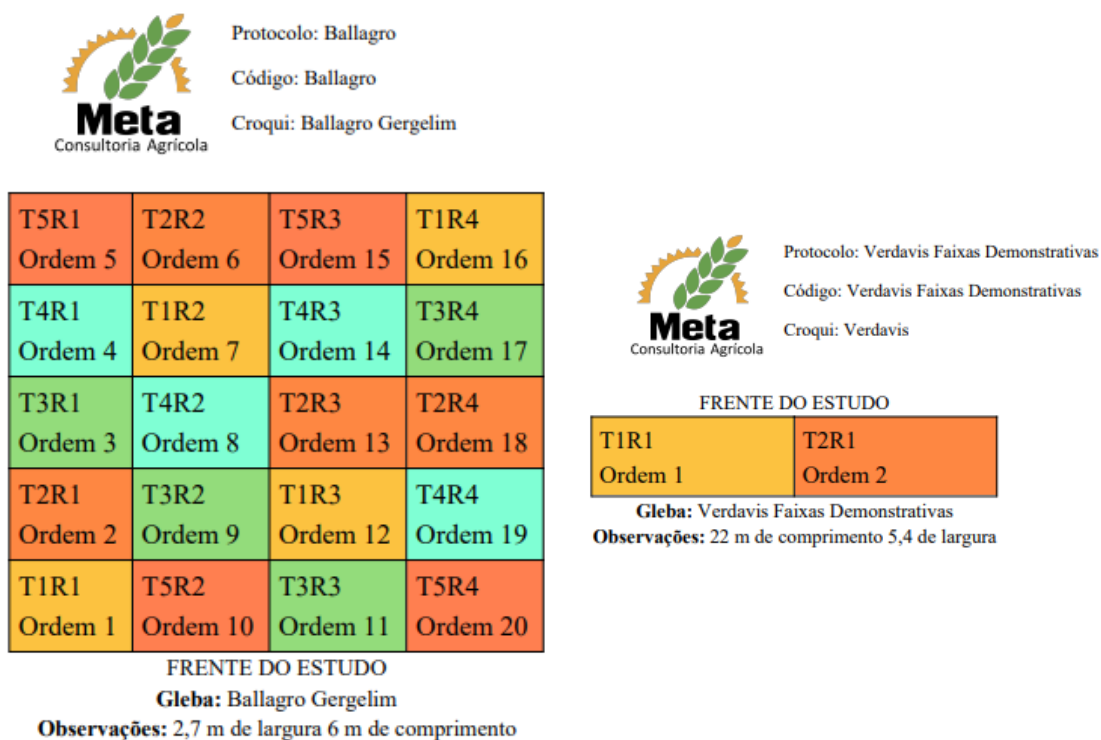 Meta
Consultoria Agrícola
Protocolo: Ballagro
Código: Ballagro
Croqui: Ballagro Gergelim
T5R1
Ordem 5
T2R2
Ordem 6
T5R3
Ordem 15
T1R4
Ordem 16
T4R1
Ordem 4
T1R2
Ordem 7
T4R3
Ordem 14
T3R4
Ordem 17
T3R1
Ordem 3
T4R2
Ordem 8
T2R3
Ordem 13
T2R4
Ordem 18
T2R1
Ordem 2
T3R2
Ordem 9
T1R3
Ordem 12
T4R4
Ordem 19
T1R1
Ordem 1
T5R2
Ordem 10
T3R3
Ordem 11
T5R4
Ordem 20
FRENTE DO ESTUDO
Gleba: Ballagro Gergelim
Observações: 2,7 m de largura 6 m de comprimento
Meta
Consultoria Agrícola
Protocolo: Verdavis Faixas Demonstrativas
Código: Verdavis Faixas Demonstrativas
Croqui: Verdavis
FRENTE DO ESTUDO
T1R1
Ordem 1
T2R1
Ordem 2
Gleba: Verdavis Faixas Demonstrativas
Observações: 22 m de comprimento 5,4 de largura